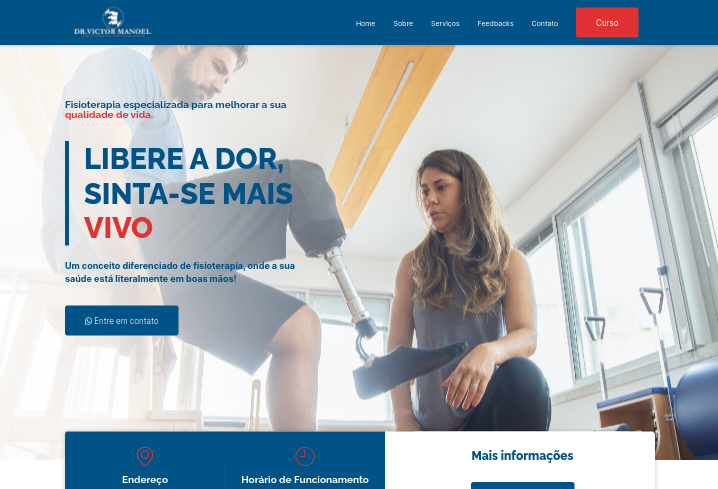 DR.VICTOR MANOEL
Home Sobre Serviços Feedbacks Contato Curso
Fisioterapia especializada para melhorar a sua
qualidade de vida.
LIBERE A DOR,
SINTA-SE MAIS
VIVO
Um conceito diferenciado de fisioterapia, onde a sua
saúde está literalmente em boas mãos!
Entre em contato
Endereço
Horário de Funcionamento
Mais informações